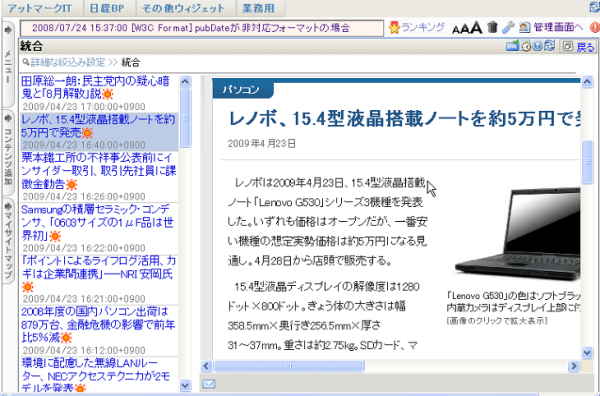 アットマークIT 日経BP その他ウィジェット 業務用
2008/07/24 15:37:00 [W3C Format] pubDateが非対応フォーマットの場合
ランキング AAA 管理画面へ
統合
戻る
詳細な絞込み設定 >> 統合
メニュー
コンテンツ追加
マイサイトマップ
田原総一朗:民主党内の疑心暗
鬼と「8月解散」説
2009/04/23 17:00:00+0900
レノボ、15.4型液晶搭載ノートを約
5万円で発売
2009/04/23 16:40:00+0900
栗本鐵工所の不祥事公表前にイ
ンサイダー取引、取引先社員に課
徴金勧告
2009/04/23 16:26:00+0900
Samsungの積層セラミック・コンデ
ンサ、「0603サイズの1μF品は世
界初」
2009/04/23 16:22:00+0900
「ポイントによるライフログ活用、カ
ギは企業間連携」――NRI 安岡氏
2009/04/23 16:21:00+0900
2008年度の国内パソコン出荷は
879万台、金融危機の影響で前年
比5%減
2009/04/23 16:12:00+0900
環境に配慮した無線LANルー
ター、NECアクセステクニカが2モ
デルを発表
パソコン
レノボ、15.4型液晶搭載ノートを約5万円で
2009年4月23日
レノボは2009年4月23日、15.4型液晶搭載
ノート「Lenovo G530」シリーズ3機種を発表
した。いずれも価格はオープンだが、一番安
い機種の想定実勢価格は約5万円になる見
通し。4月28日から店頭で販売する。
15.4型液晶ディスプレイの解像度は1280
ドット×800ドット。きょう体の大きさは幅
358.5mm×奥行き256.5mm×厚さ
31〜37mm。重さは約2.75kg。SDカード、マ
「Lenovo G530」の色はソフトブラッ
内蔵カメラはディスプレイ上部に
[画像のクリックで拡大表示]